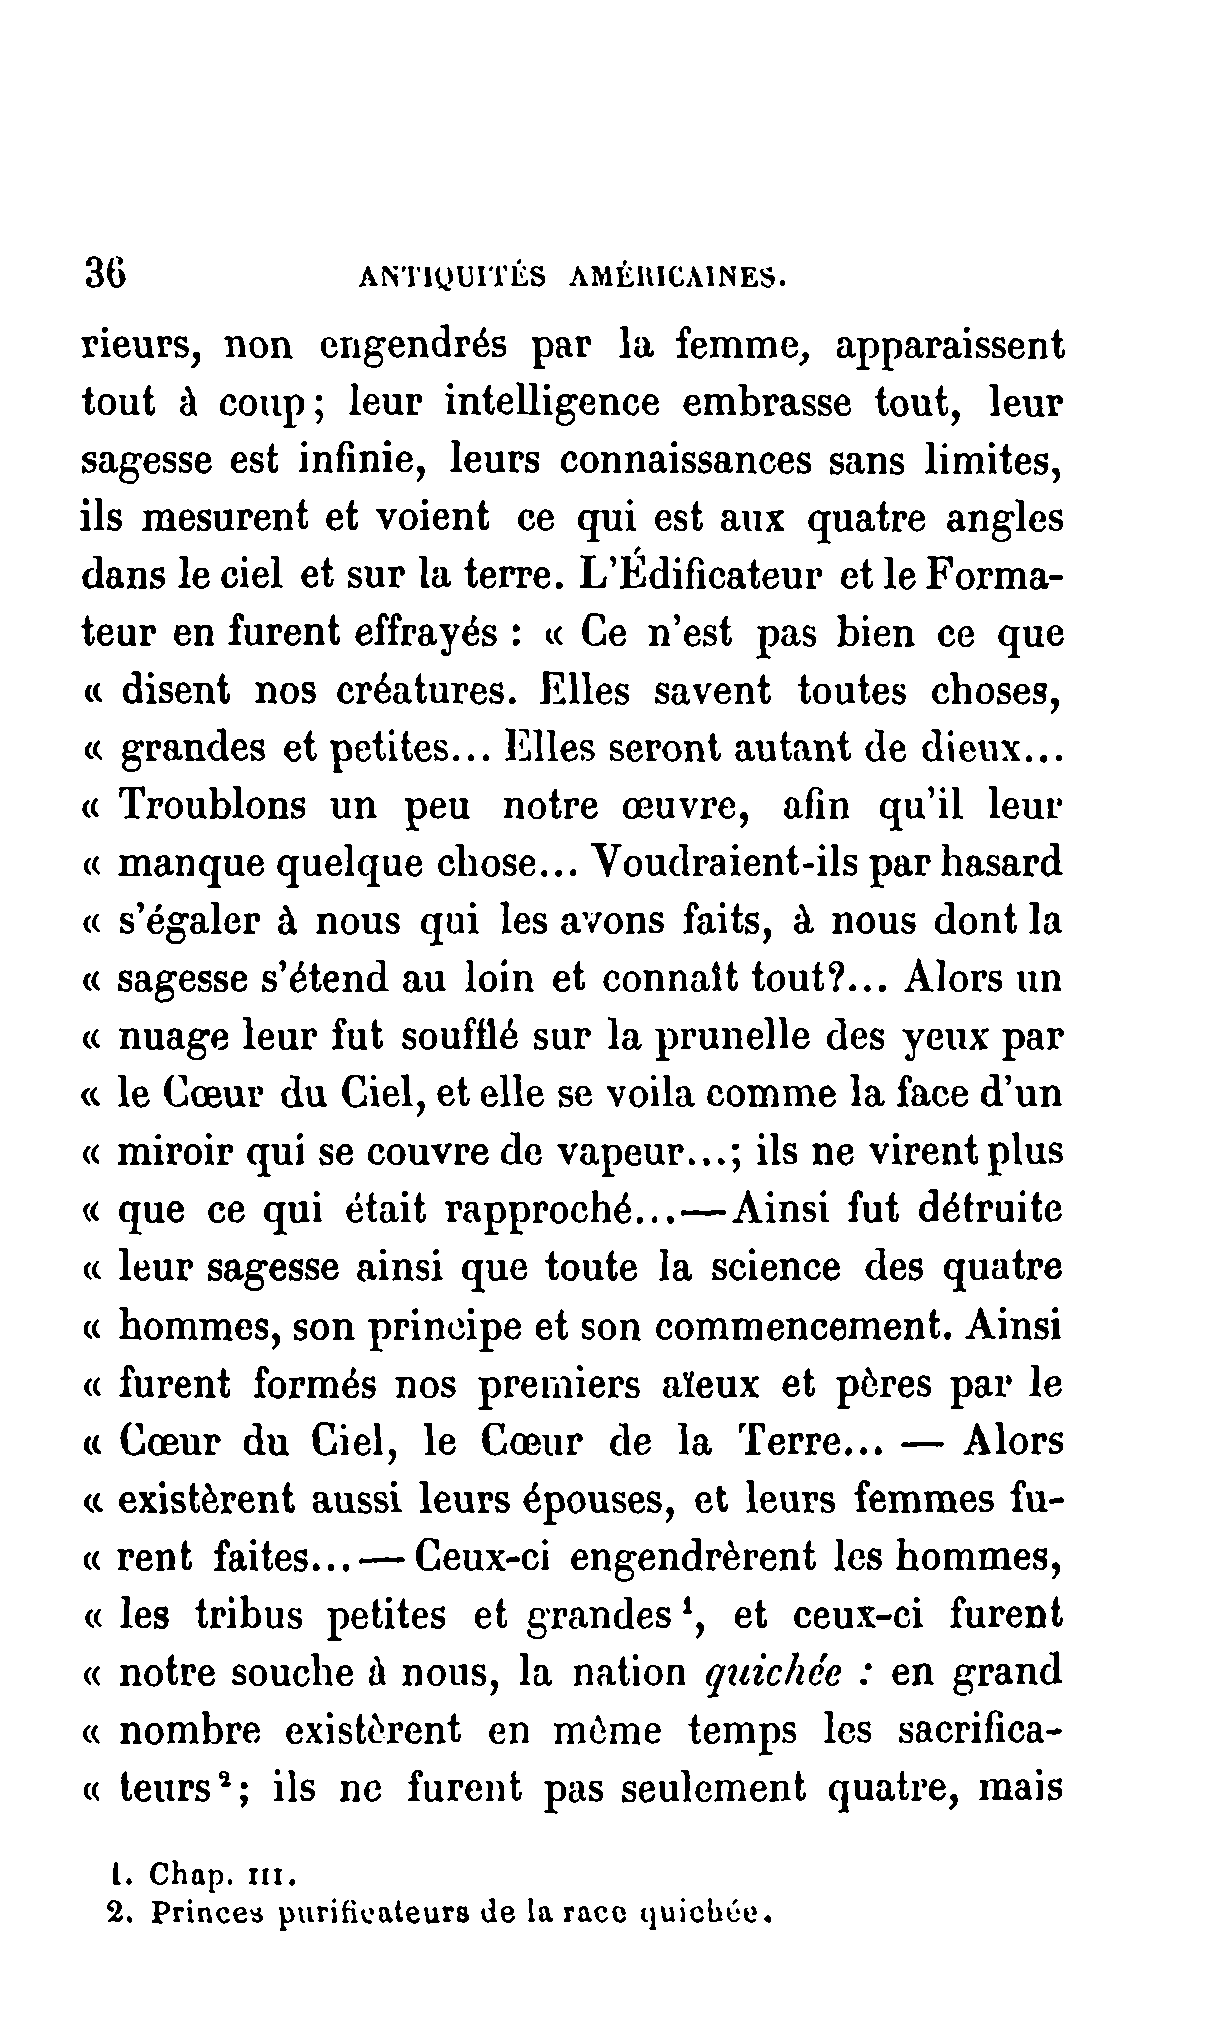 36 ANTIQUITÉS AMÉRICAINES.
rieurs, non engendrés par la femme, apparaissent
tout à coup; leur intelligence embrasse tout, leur
sagesse est infinie, leurs connaissances sans limites,
ils mesurent et voient ce qui est aux quatre angles
dans le ciel et sur la terre. L'Édificateur et le Forma-
teur en furent effrayés : « Ce n'est pas bien ce que
« disent nos créatures. Elles savent toutes choses,
« grandes et petites... Elles seront autant de dieux...
« Troublons un peu notre œuvre, afin qu'il leur
« manque quelque chose... Voudraient-ils par hasard
« s'égaler à nous qui les avons faits, à nous dont la
« sagesse s'étend au loin et connaît tout?... Alors un
« nuage leur fut soufflé sur la prunelle des yeux par
« le Cœur du Ciel, et elle se voila comme la face d'un
« miroir qui se couvre de vapeur...; ils ne virent plus
« que ce qui était rapproché...—Ainsi fut détruite
« leur sagesse ainsi que toute la science des quatre
« hommes, son principe et son commencement. Ainsi
« furent formés nos premiers aïeux et pères par le
« Cœur du Ciel, le Cœur de la Terre... — Alors
« existèrent aussi leurs épouses, et leurs femmes fu-
« rent faites...— Ceux-ci engendrèrent les hommes,
« les tribus petites et grandes ¹, et ceux-ci furent
« notre souche à nous, la nation quichée : en grand
« nombre existèrent en même temps les sacrifica-
« teurs ²; ils ne furent pas seulement quatre, mais
1. Chap. III.
2. Princes purificateurs de la race quichée.